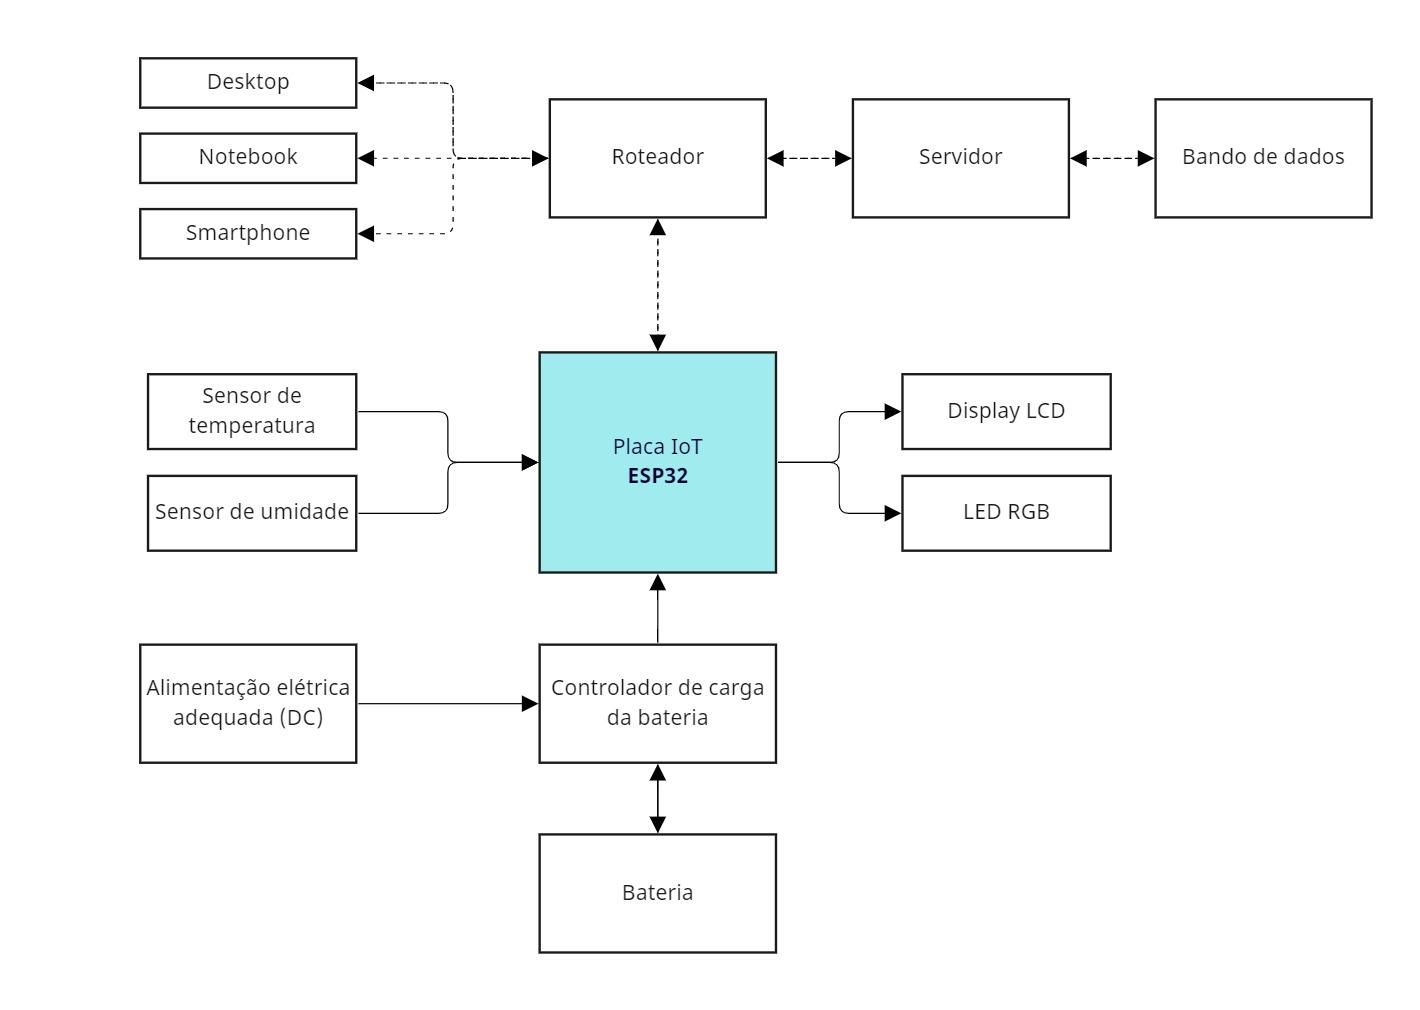 Desktop
Notebook
Smartphone
Roteador
Servidor
Bando de dados
Sensor de
temperatura
Sensor de umidade
Placa IoT
ESP32
Display LCD
LED RGB
Alimentação elétrica
adequada (DC)
Controlador de carga
da bateria
Bateria